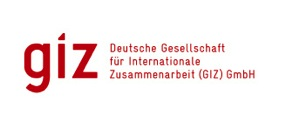 giz
Deutsche Gesellschaft
für Internationale
Zusammenarbeit (GIZ) GmbH